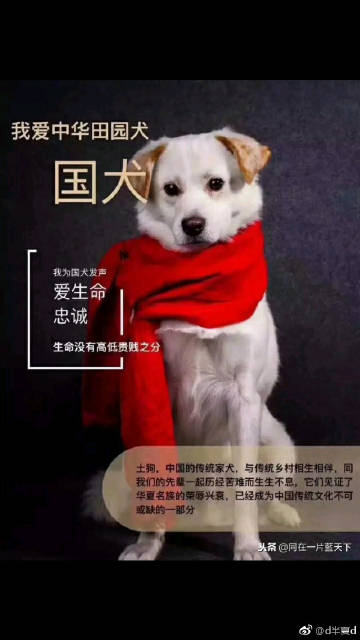 我爱中华田园犬
国犬
我为国犬发声
爱生命
忠诚
生命没有高低贵贱之分
土狗，中国的传统家犬，与传统乡村相生相伴，同
我们的先辈一起历经苦难而生生不息，它们见证了
华夏名族的荣辱兴衰，已经成为中国传统文化不可
或缺的一部分
头条 @同在一片蓝天下
@d半夏d